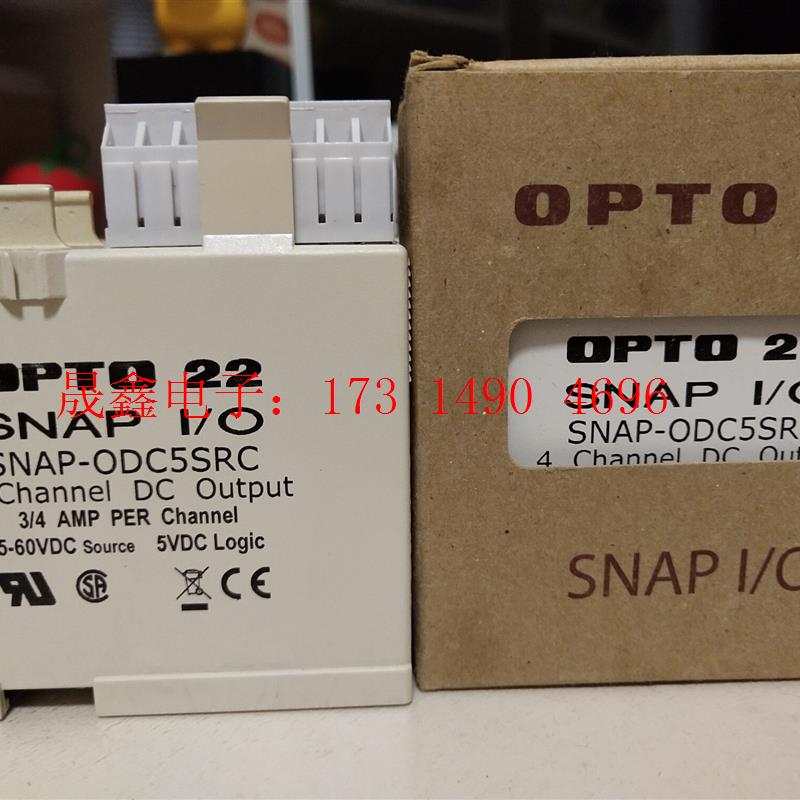 OPTO 22
SNAP I/O
SNAP-ODC5SRC
Channel DC Output
3/4 AMP PER Channel
5-60VDC Source 5VDC Logic
CE
OPTO
OPTO 2
SNAP I/O
SNAP-ODC5SR
4 Channel DC Out
SNAP I/O
晟鑫电子：173 1490 4696